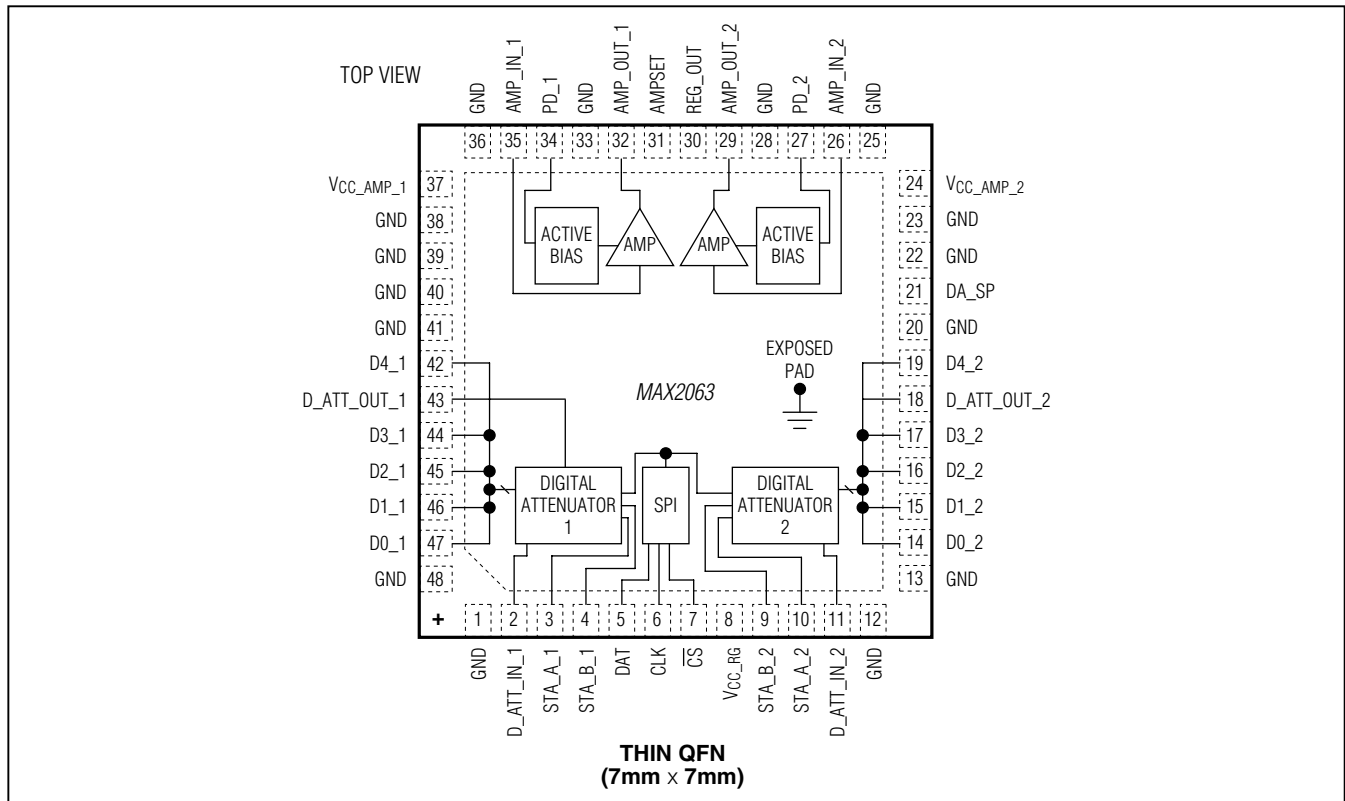 TOP VIEW
GND
AMP_IN_1
PD_1
GND
AMP_OUT_1
AMPSET
REG_OUT
AMP_OUT_2
GND
PD_2
AMP_IN_2
GND
36 35 34 33 32 31 30 29 28 27 26 25
VCC_AMP_1 37
GND 38
GND 39
GND 40
GND 41
D4_1 42
D_ATT_OUT_1 43
D3_1 44
D2_1 45
D1_1 46
D0_1 47
GND 48
ACTIVE
BIAS
AMP
AMP
ACTIVE
BIAS
24 VCC_AMP_2
23 GND
22 GND
21 DA_SP
20 GND
19 D4_2
18 D_ATT_OUT_2
17 D3_2
16 D2_2
15 D1_2
14 D0_2
13 GND
EXPOSED
PAD
MAX2063
DIGITAL
ATTENUATOR
1
SPI
DIGITAL
ATTENUATOR
2
+ 1 2 3 4 5 6 7 8 9 10 11 12
GND
D_ATT_IN_1
STA_A_1
STA_B_1
DAT
CLK
C̅S̅
VCC_RG
STA_B_2
STA_A_2
D_ATT_IN_2
GND
THIN QFN
(7mm x 7mm)